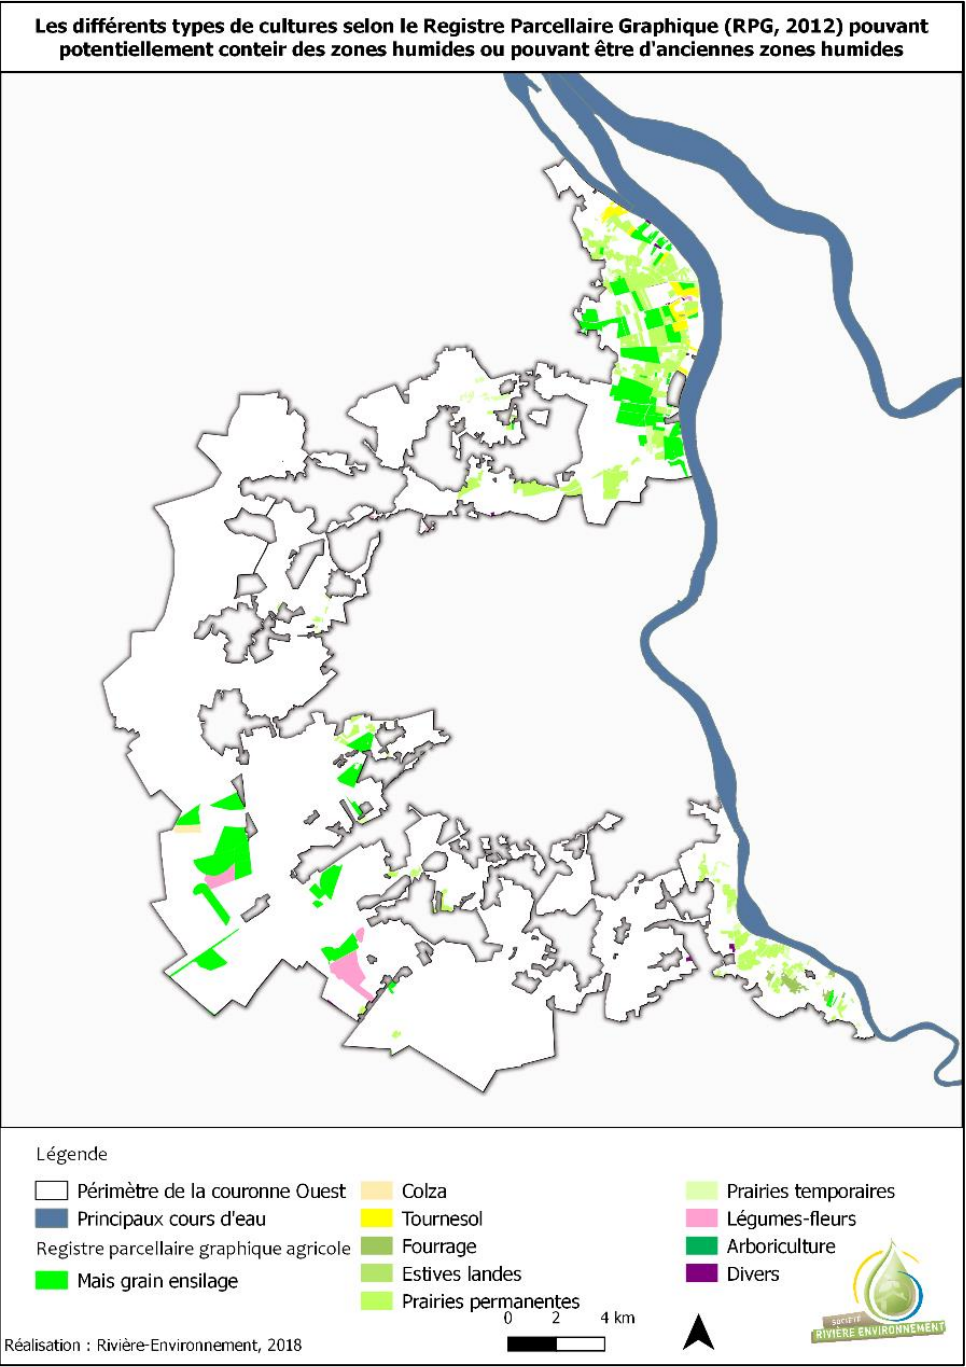 Les différents types de cultures selon le Registre Parcellaire Graphique (RPG, 2012) pouvant
potentiellement conteir des zones humides ou pouvant être d'anciennes zones humides
Légende
Périmètre de la couronne Ouest
Principaux cours d'eau
Registre parcellaire graphique agricole
Mais grain ensilage
Colza
Tournesol
Fourrage
Estives landes
Prairies permanentes
Prairies temporaires
Légumes-fleurs
Arboriculture
Divers
0 2 4 km
SOCIÉTÉ
RIVIÈRE ENVIRONNEMENT
Réalisation : Rivière-Environnement, 2018